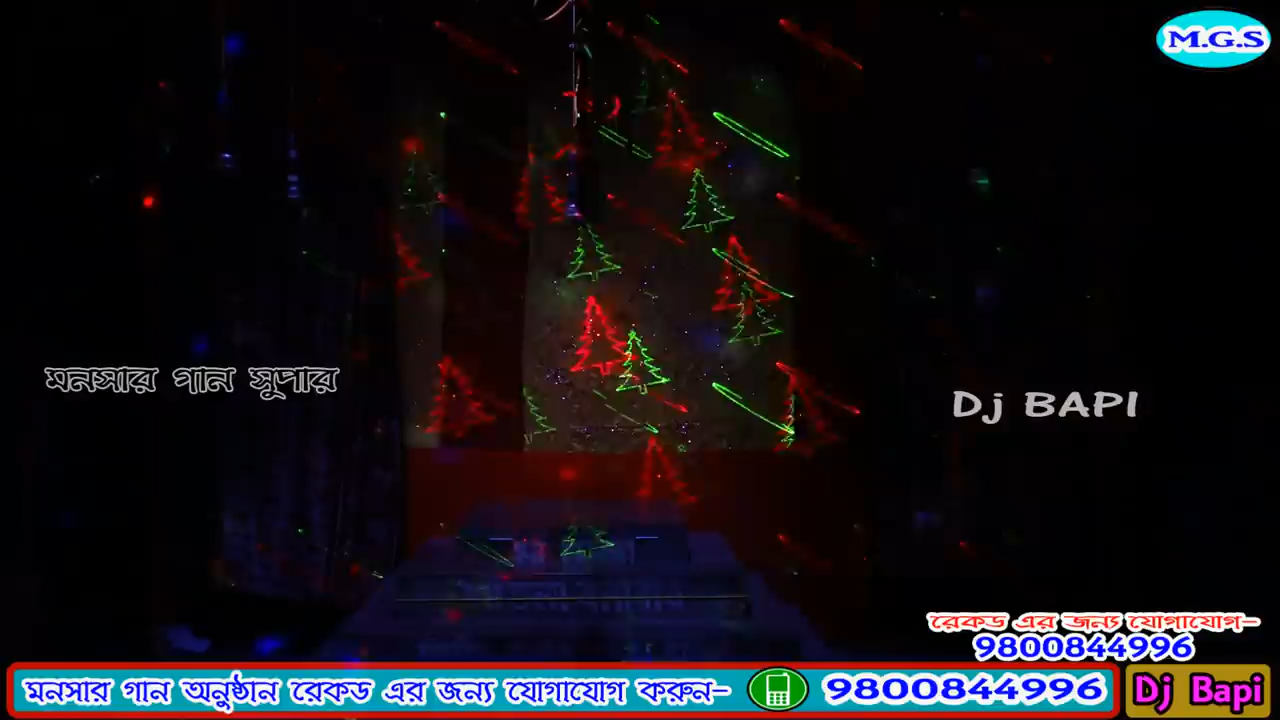 M.G.S
মনসার গান সুপার
Dj BAPI
রেকড এর জন্য যোগাযোগ-
9800844996
মনসার গান অনুষ্ঠান রেকড এর জন্য যোগাযোগ করুন- 9800844996 Dj Bapi